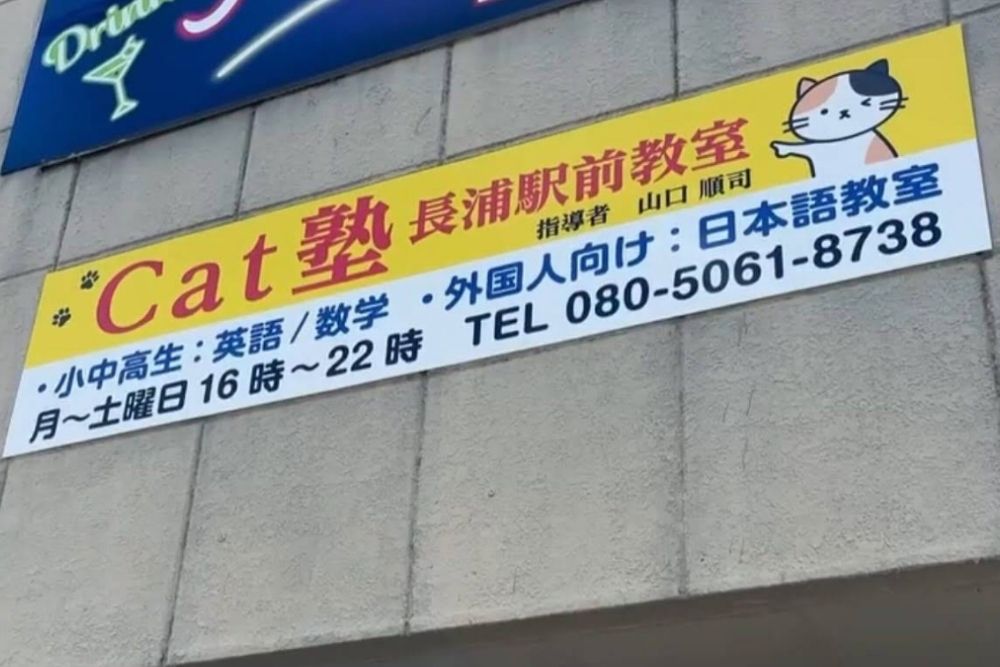 Cat塾 長浦駅前教室
指導者 山口 順司
・小中高生：英語/数学 ・外国人向け：日本語教室
月～土曜日16時～22時 TEL 080-5061-8738